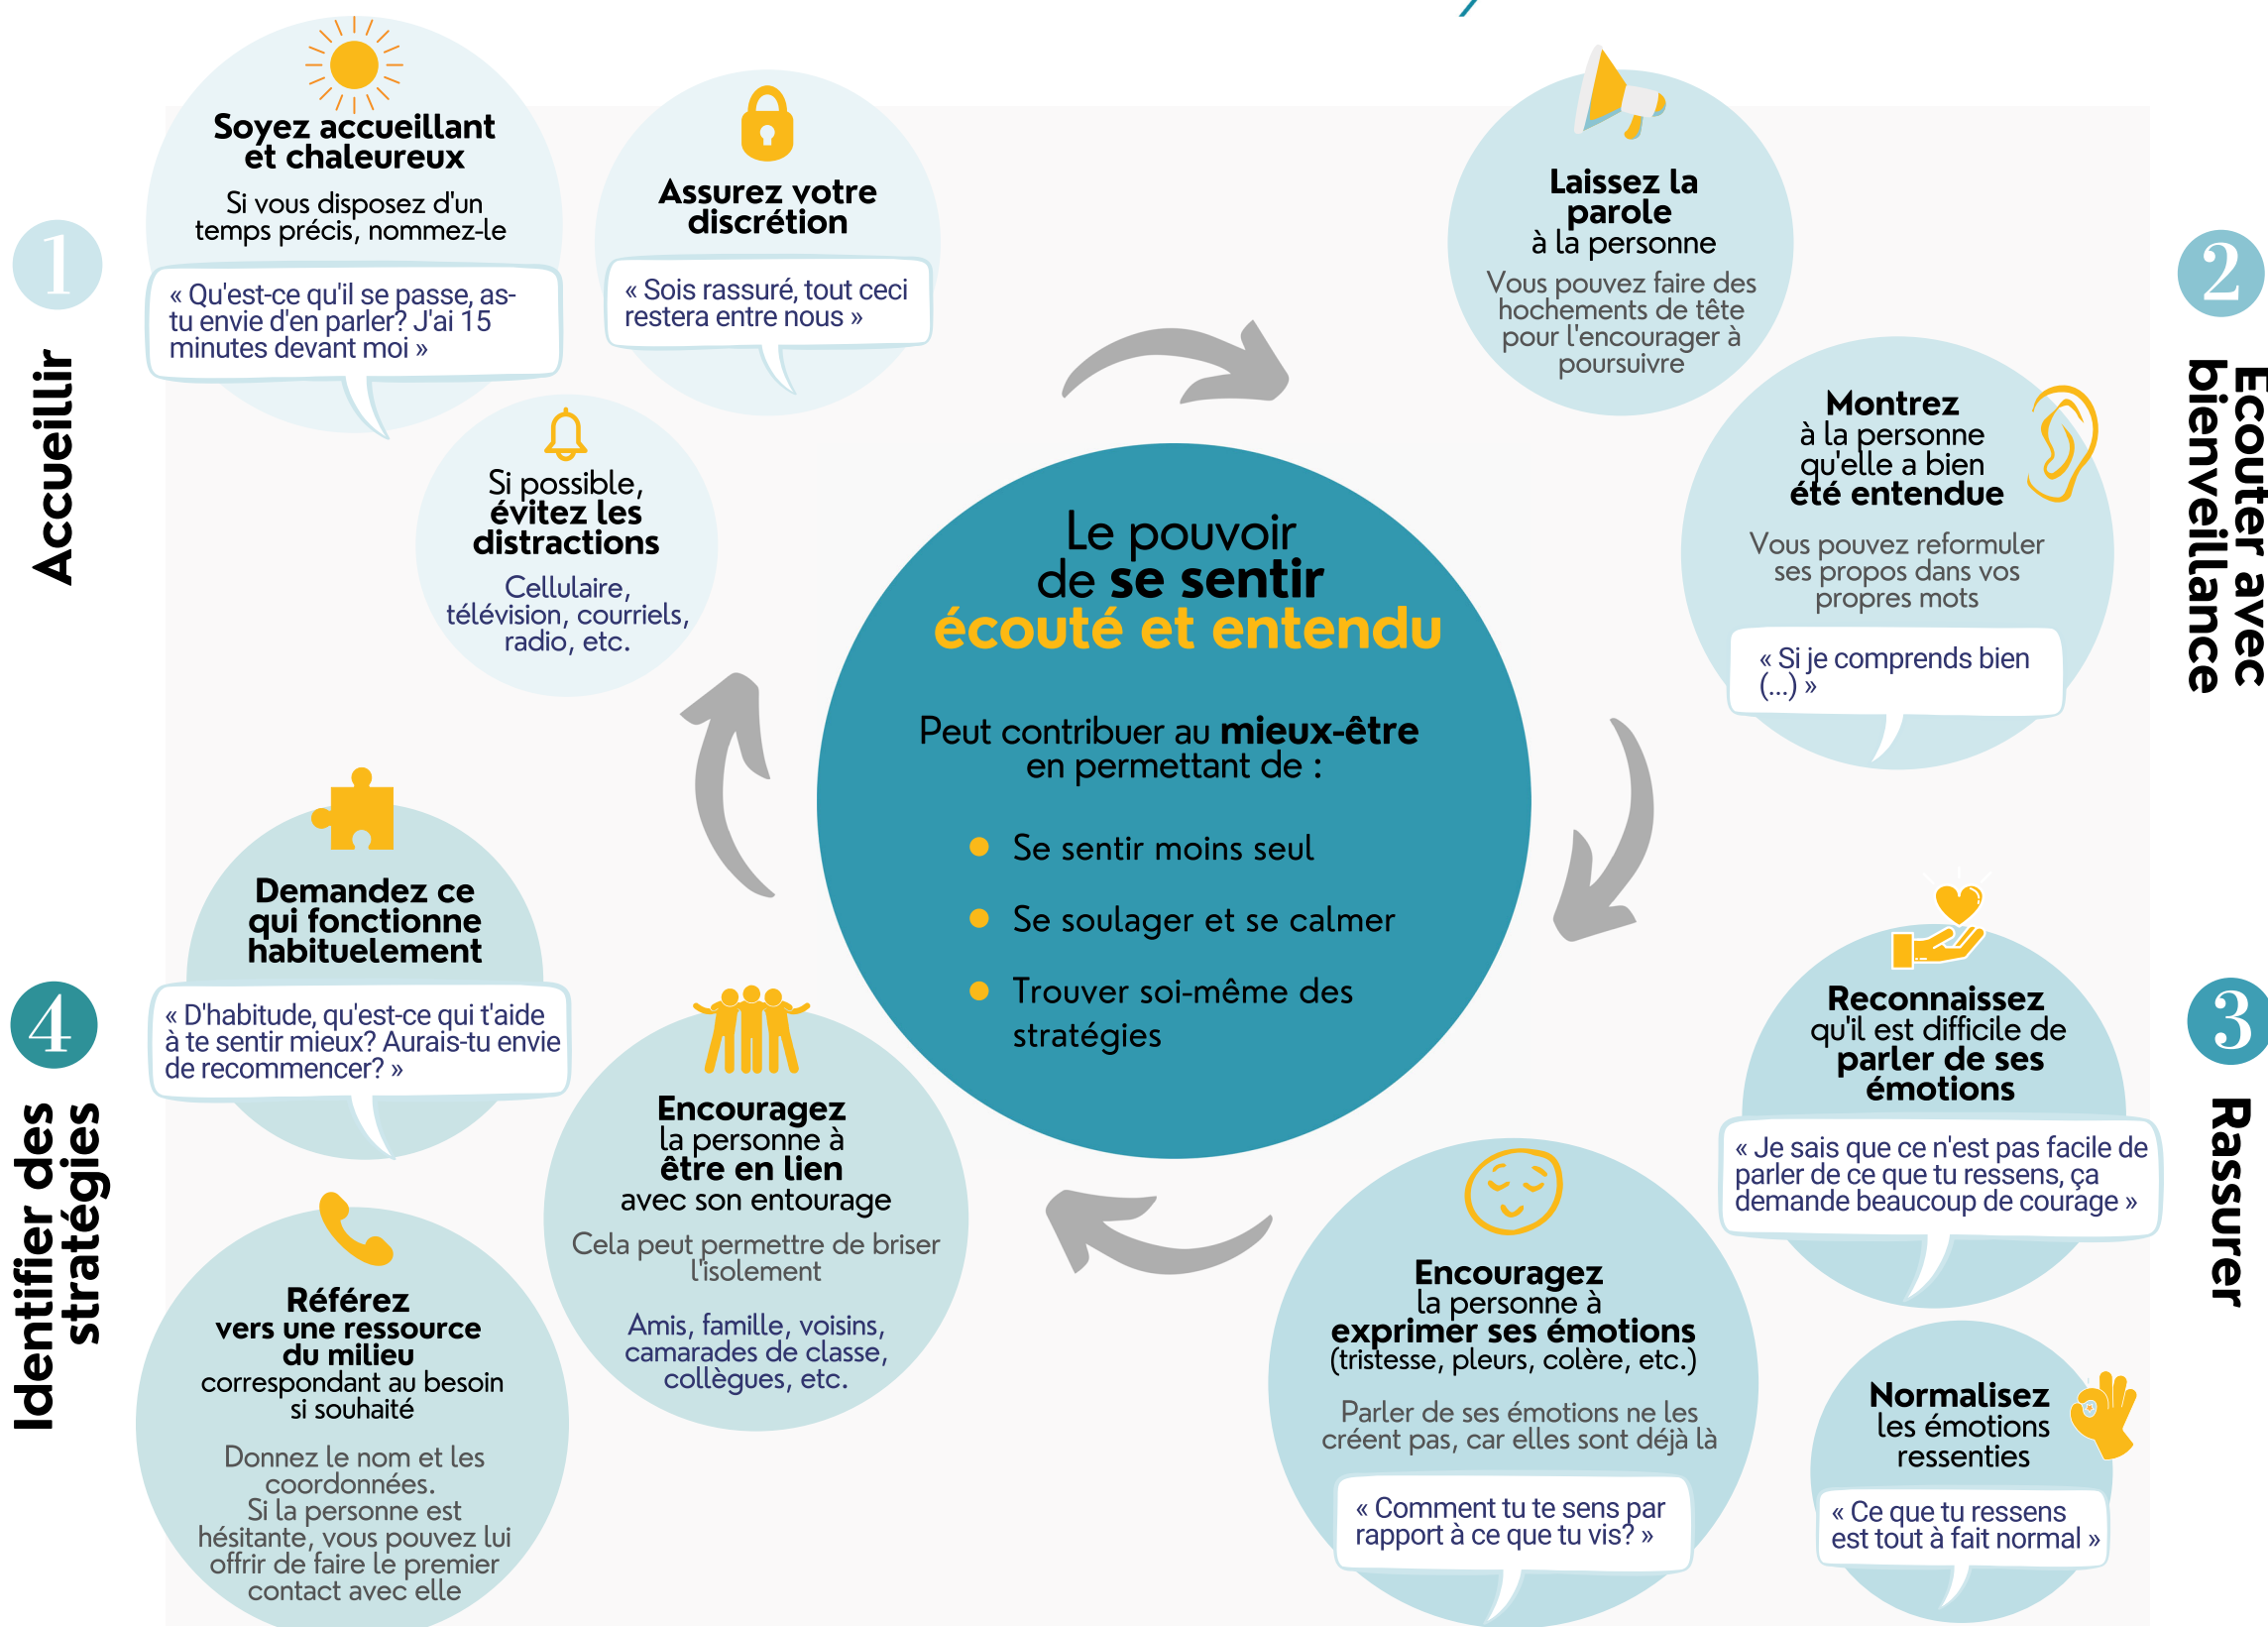 1
Accueillir
Soyez accueillant
et chaleureux
Si vous disposez d'un
temps précis, nommez-le
« Qu'est-ce qu'il se passe, as-
tu envie d'en parler? J'ai 15
minutes devant moi »
Assurez votre
discrétion
« Sois rassuré, tout ceci
restera entre nous »
Si possible,
évitez les
distractions
Cellulaire,
télévision, courriels,
radio, etc.
2
Ecouter avec
bienveillance
Laissez la
parole
à la personne
Vous pouvez faire des
hochements de tête
pour l'encourager à
poursuivre
Montrez
à la personne
qu'elle a bien
été entendue
Vous pouvez reformuler
ses propos dans vos
propres mots
« Si je comprends bien
(...) »
Le pouvoir
de se sentir
écouté et entendu
Peut contribuer au mieux-être
en permettant de :
Se sentir moins seul
Se soulager et se calmer
Trouver soi-même des
stratégies
3
Rassurer
Reconnaissez
qu'il est difficile de
parler de ses
émotions
« Je sais que ce n'est pas facile de
parler de ce que tu ressens, ça
demande beaucoup de courage »
Encouragez
la personne à
exprimer ses émotions
(tristesse, pleurs, colère, etc.)
Parler de ses émotions ne les
créent pas, car elles sont déjà là
« Comment tu te sens par
rapport à ce que tu vis? »
Normalisez
les émotions
ressenties
« Ce que tu ressens
est tout à fait normal »
4
Identifier des
stratégies
Demandez ce
qui fonctionne
habituelement
« D'habitude, qu'est-ce qui t'aide
à te sentir mieux? Aurais-tu envie
de recommencer? »
Encouragez
la personne à
être en lien
avec son entourage
Cela peut permettre de briser
l'isolement
Amis, famille, voisins,
camarades de classe,
collègues, etc.
Référez
vers une ressource
du milieu
correspondant au besoin
si souhaité
Donnez le nom et les
coordonnées.
Si la personne est
hésitante, vous pouvez lui
offrir de faire le premier
contact avec elle